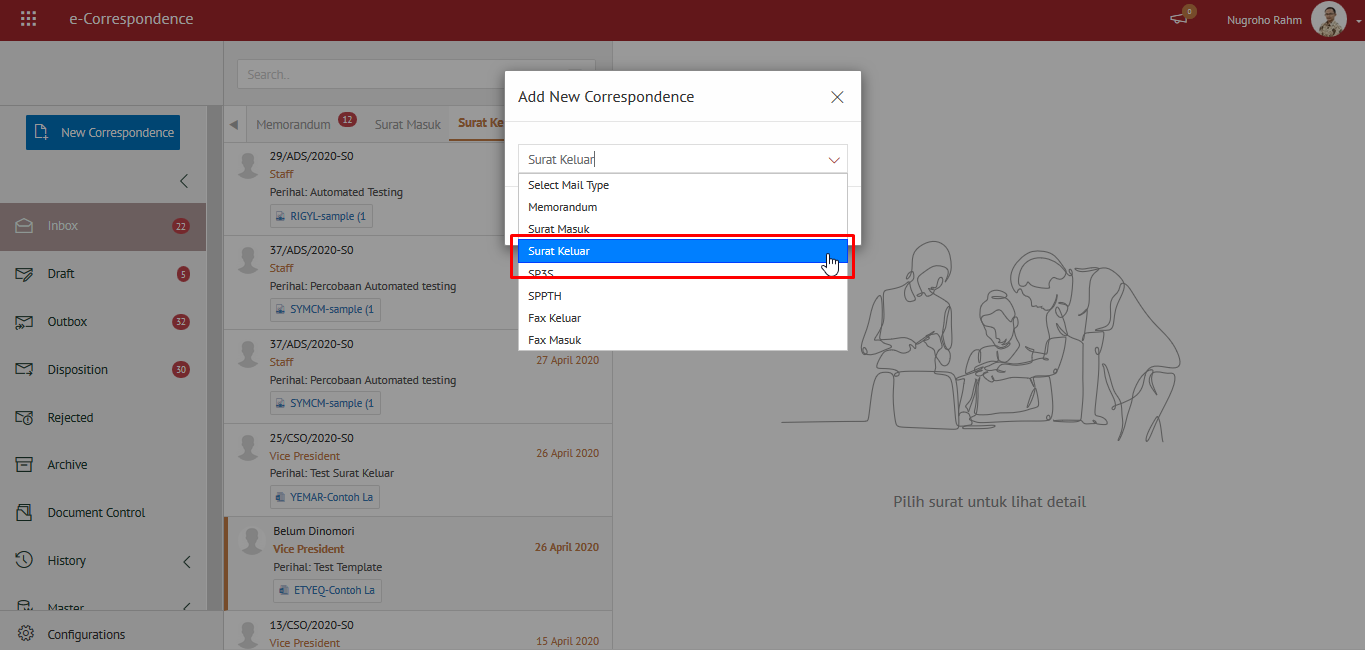 e-Correspondence
0
Nugroho Rahm
Search..
New Correspondence
Inbox 22
Draft 5
Outbox 32
Disposition 30
Rejected
Archive
Document Control
History
Master
Configurations
Memorandum 12 Surat Masuk Surat Ke
29/ADS/2020-S0
Staff
Perihal: Automated Testing
RIGYL-sample (1
37/ADS/2020-S0
Staff
Perihal: Percobaan Automated testing
SYMCM-sample (1
37/ADS/2020-S0
Staff 27 April 2020
Perihal: Percobaan Automated testing
SYMCM-sample (1
25/CSO/2020-S0
Vice President 26 April 2020
Perihal: Test Surat Keluar
YEMAR-Contoh La
Belum Dinomori
Vice President 26 April 2020
Perihal: Test Template
ETYEQ-Contoh La
13/CSO/2020-S0
Vice President 15 April 2020
Add New Correspondence
Surat Keluar
Select Mail Type
Memorandum
Surat Masuk
Surat Keluar
SP3S
SPPTH
Fax Keluar
Fax Masuk
Pilih surat untuk lihat detail